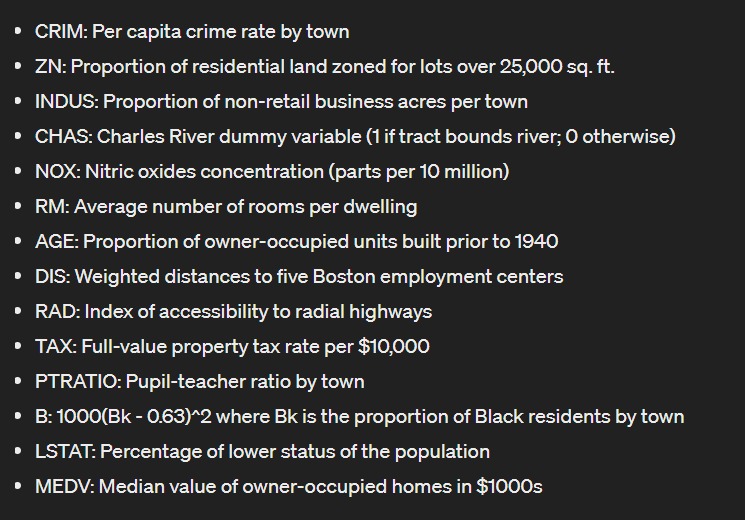 • CRIM: Per capita crime rate by town
• ZN: Proportion of residential land zoned for lots over 25,000 sq. ft.
• INDUS: Proportion of non-retail business acres per town
• CHAS: Charles River dummy variable (1 if tract bounds river; 0 otherwise)
• NOX: Nitric oxides concentration (parts per 10 million)
• RM: Average number of rooms per dwelling
• AGE: Proportion of owner-occupied units built prior to 1940
• DIS: Weighted distances to five Boston employment centers
• RAD: Index of accessibility to radial highways
• TAX: Full-value property tax rate per $10,000
• PTRATIO: Pupil-teacher ratio by town
• B: 1000(Bk - 0.63)^2 where Bk is the proportion of Black residents by town
• LSTAT: Percentage of lower status of the population
• MEDV: Median value of owner-occupied homes in $1000s